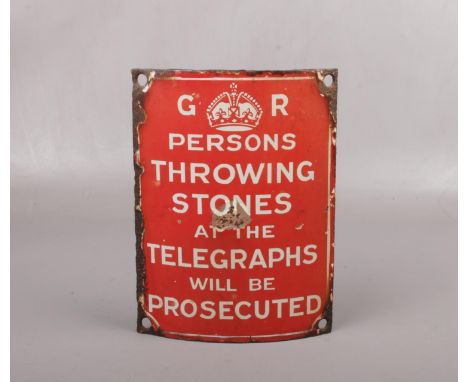 G R
PERSONS
THROWING
STONES
AT THE
TELEGRAPHS
WILL BE
PROSECUTED